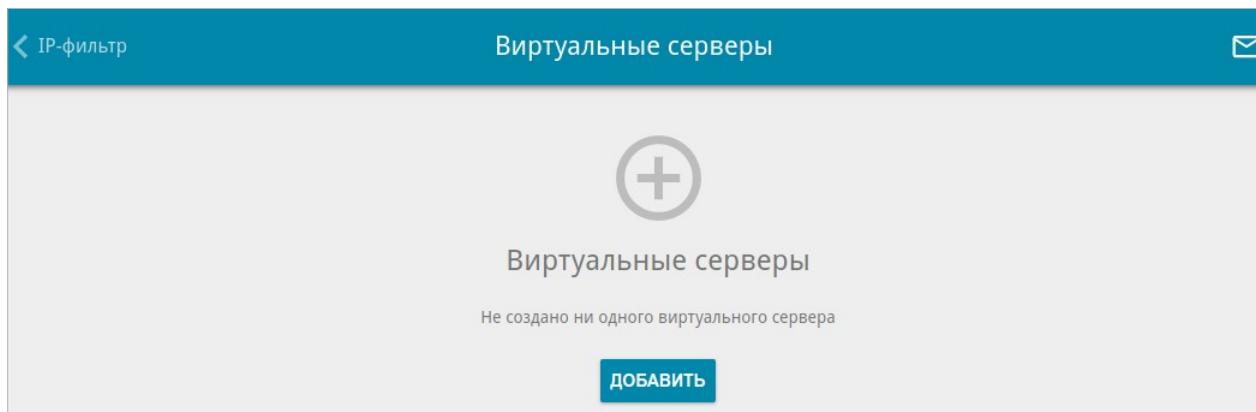 IP-фильтр
Виртуальные серверы
Виртуальные серверы
Не создано ни одного виртуального сервера
ДОБАВИТЬ